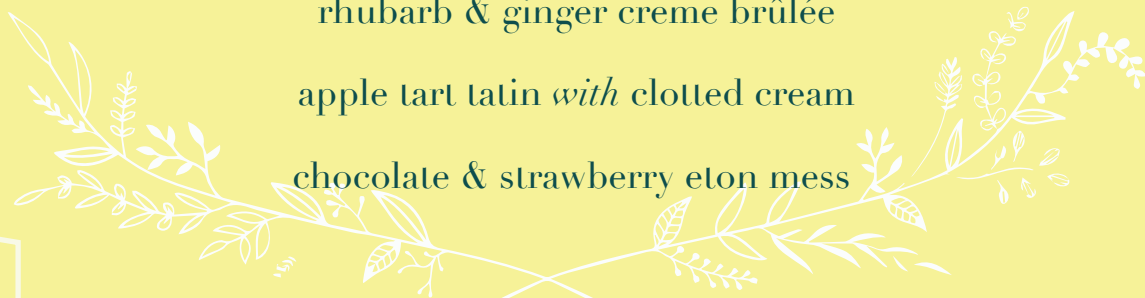 rhubarb & ginger creme brûlée
apple tart tatin with clotted cream
chocolate & strawberry eton mess